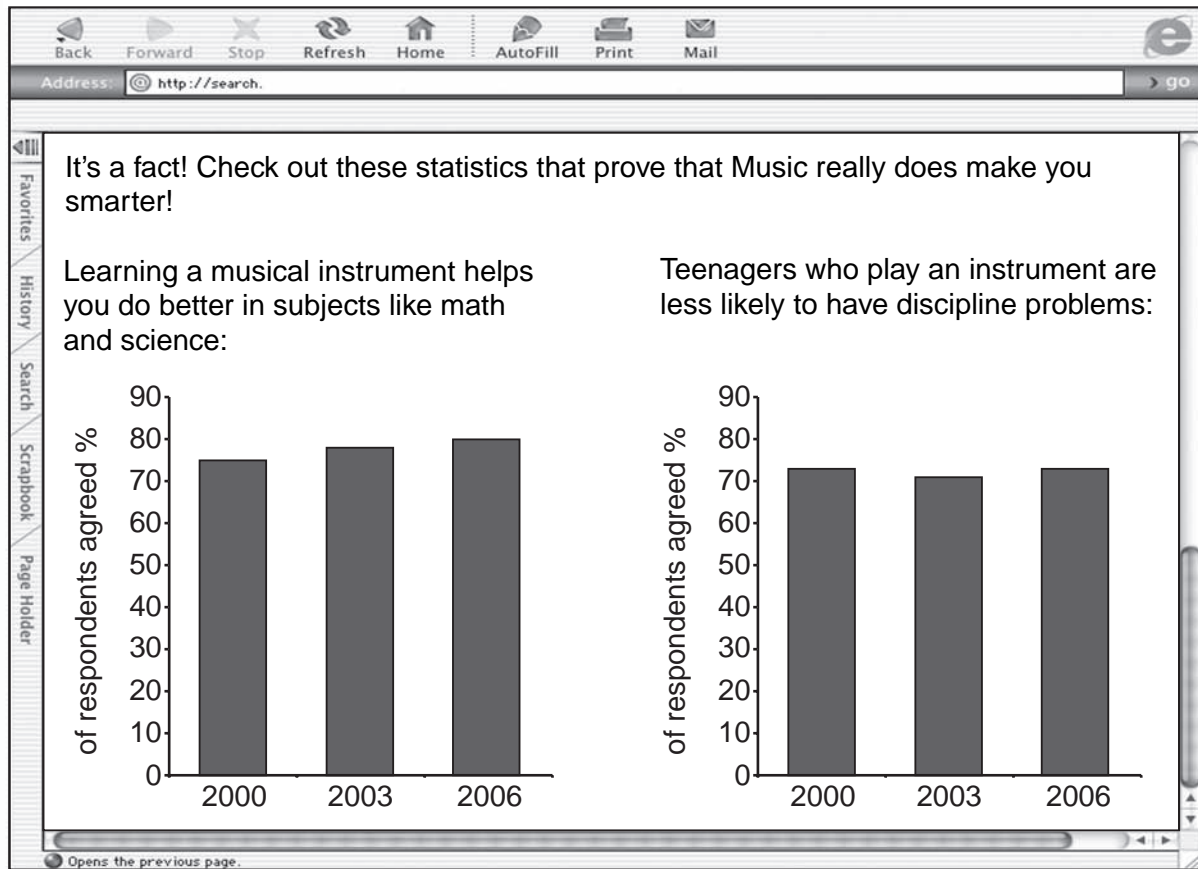 Back Forward Stop Refresh Home AutoFill Print Mail
Address: @ http://search. > go
Favorites
History
Search
Scrapbook
Page Holder
It's a fact! Check out these statistics that prove that Music really does make you
smarter!
Learning a musical instrument helps
you do better in subjects like math
and science:
of respondents agreed %
90
80
70
60
50
40
30
20
10
0
2000 2003 2006
Teenagers who play an instrument are
less likely to have discipline problems:
of respondents agreed %
90
80
70
60
50
40
30
20
10
0
2000 2003 2006
Opens the previous page.